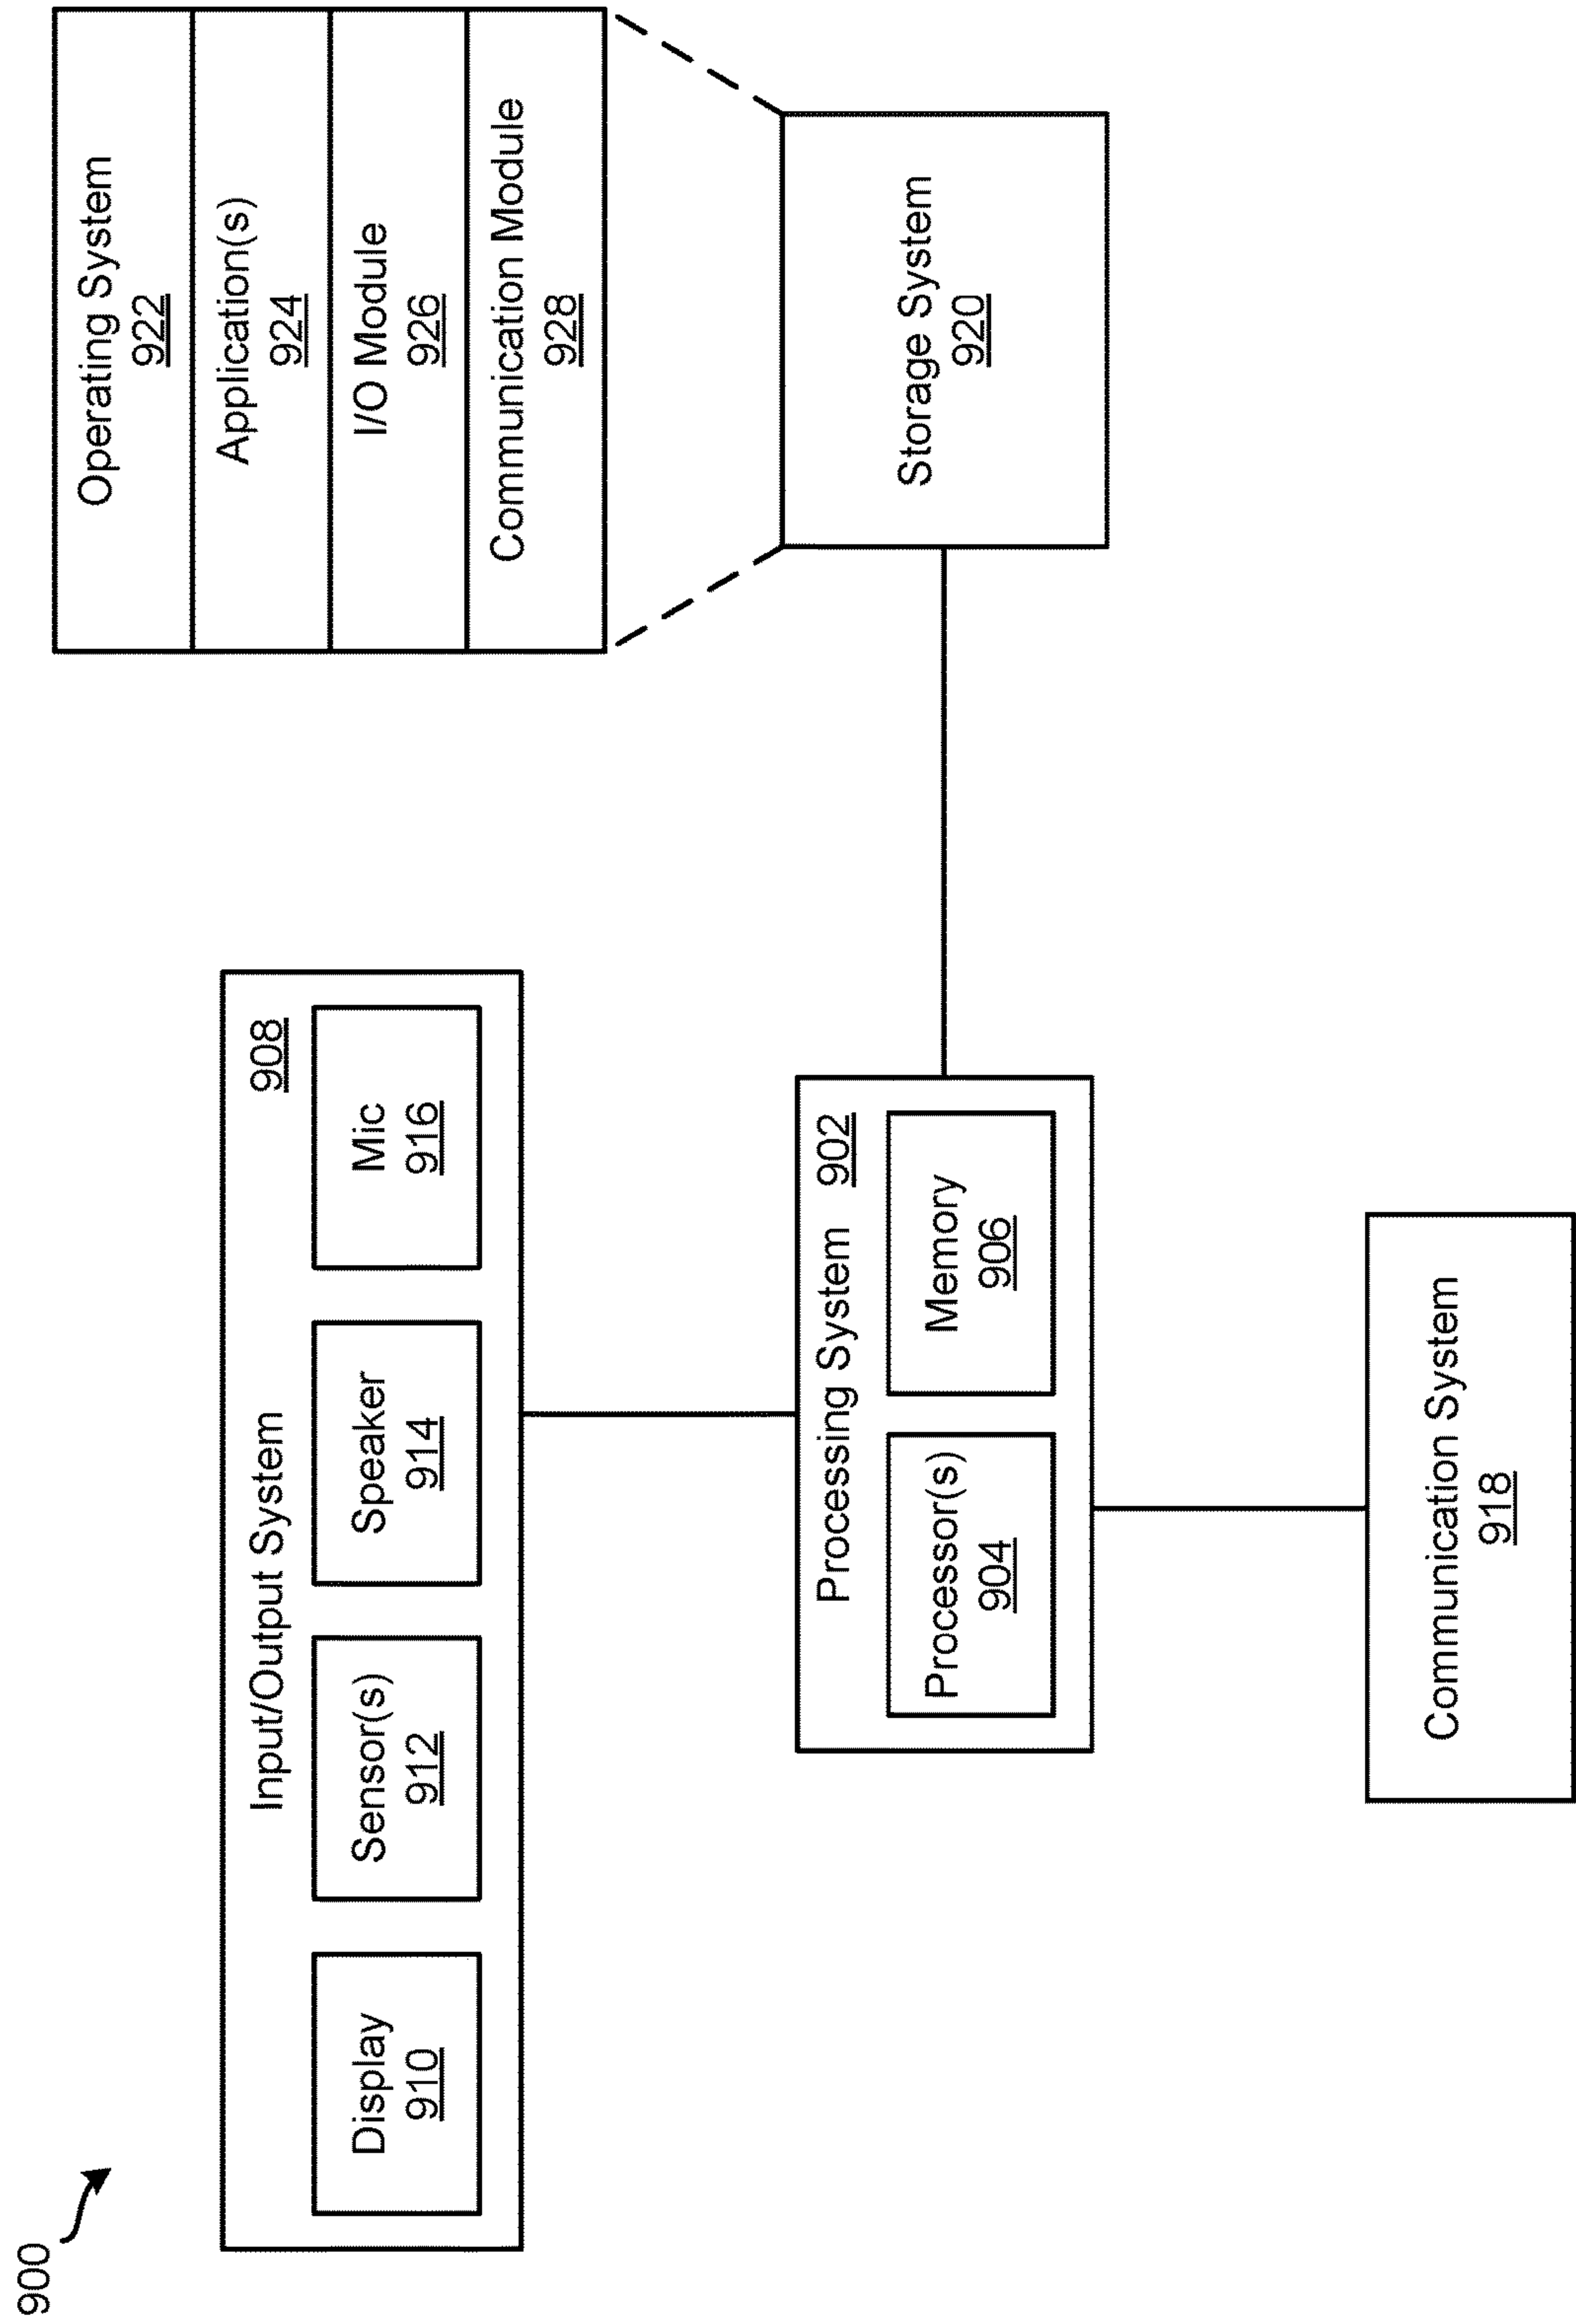 900
Input/Output System
908
Display
910
Sensor(s)
912
Speaker
914
Mic
916
Operating System
922
Application(s)
924
I/O Module
926
Communication Module
928
Processing System 902
Processor(s)
904
Memory
906
Storage System
920
Communication System
918